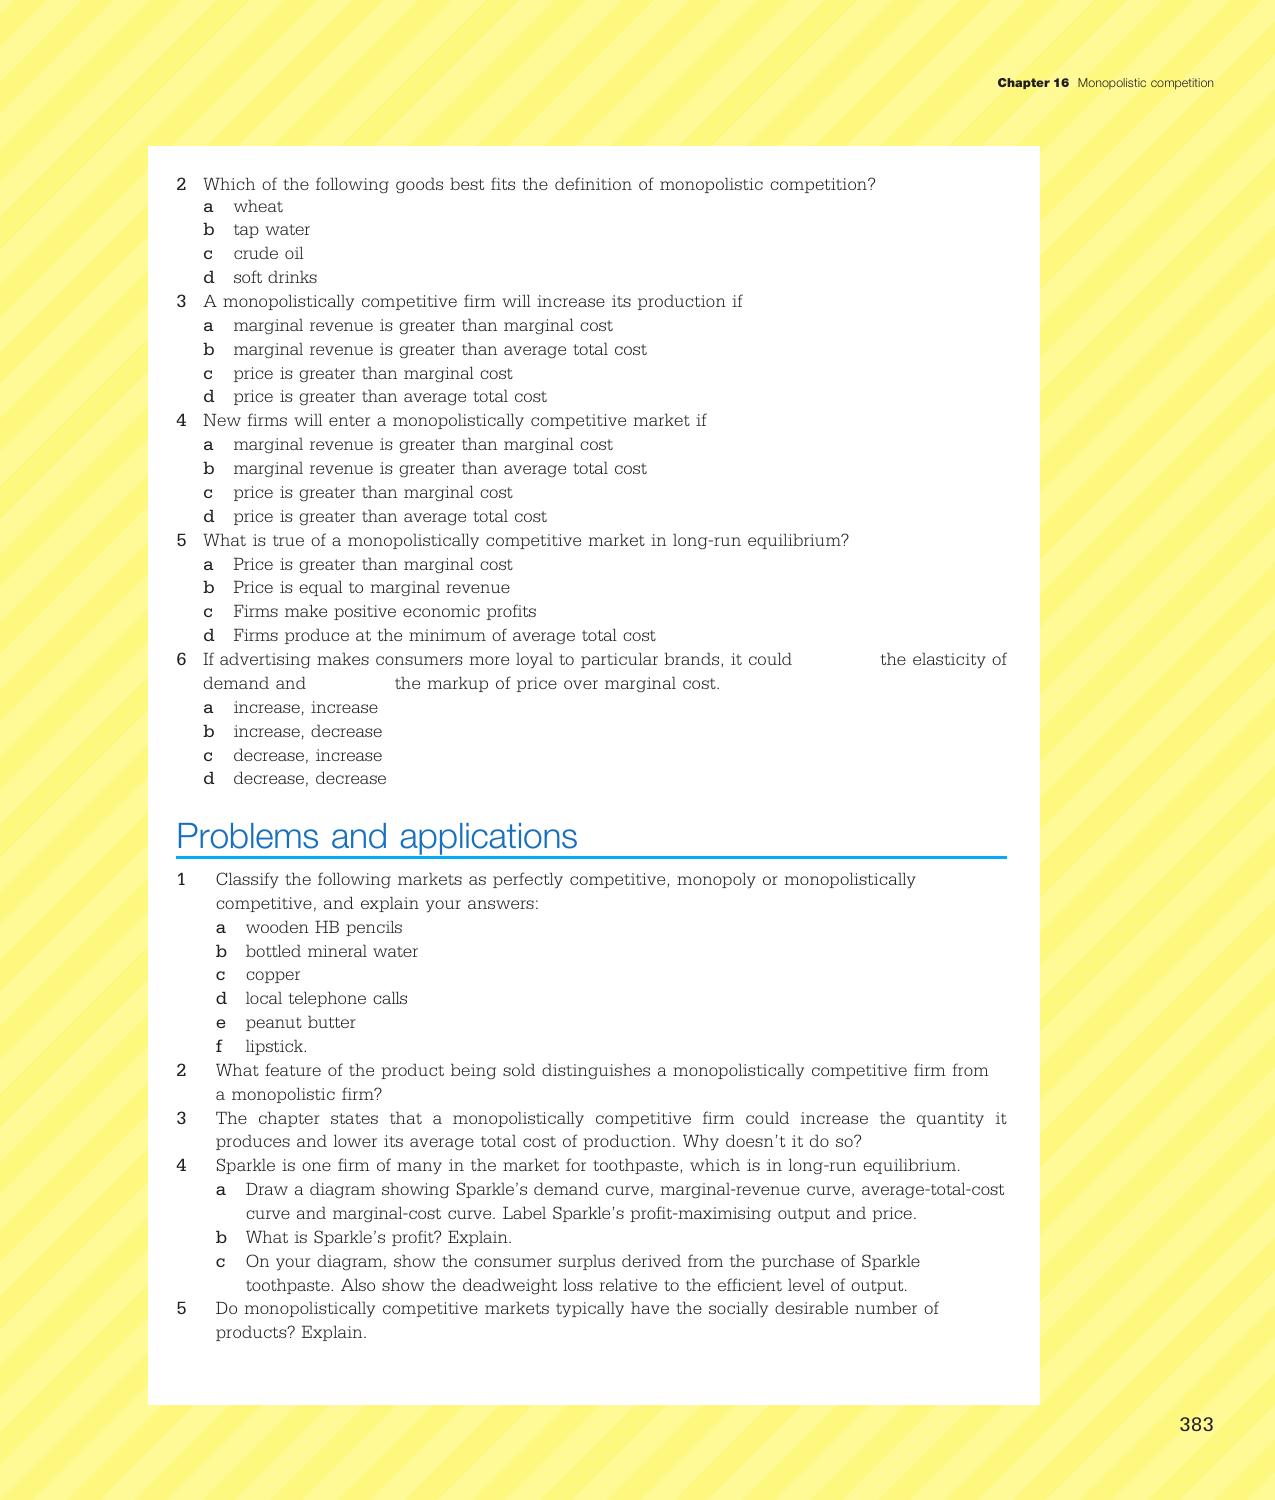 Chapter 16 Monopolistic competition
2 Which of the following goods best fits the definition of monopolistic competition?
a wheat
b tap water
c crude oil
d soft drinks
3 A monopolistically competitive firm will increase its production if
a marginal revenue is greater than marginal cost
b marginal revenue is greater than average total cost
c price is greater than marginal cost
d price is greater than average total cost
4 New firms will enter a monopolistically competitive market if
a marginal revenue is greater than marginal cost
b marginal revenue is greater than average total cost
c price is greater than marginal cost
d price is greater than average total cost
5 What is true of a monopolistically competitive market in long-run equilibrium?
a Price is greater than marginal cost
b Price is equal to marginal revenue
c Firms make positive economic profits
d Firms produce at the minimum of average total cost
6 If advertising makes consumers more loyal to particular brands, it could the elasticity of
demand and the markup of price over marginal cost.
a increase, increase
b increase, decrease
c decrease, increase
d decrease, decrease
Problems and applications
1 Classify the following markets as perfectly competitive, monopoly or monopolistically
competitive, and explain your answers:
a wooden HB pencils
b bottled mineral water
c copper
d local telephone calls
e peanut butter
f lipstick.
2 What feature of the product being sold distinguishes a monopolistically competitive firm from
a monopolistic firm?
3 The chapter states that a monopolistically competitive firm could increase the quantity it
produces and lower its average total cost of production. Why doesn't it do so?
4 Sparkle is one firm of many in the market for toothpaste, which is in long-run equilibrium.
a Draw a diagram showing Sparkle's demand curve, marginal-revenue curve, average-total-cost
curve and marginal-cost curve. Label Sparkle's profit-maximising output and price.
b What is Sparkle's profit? Explain.
c On your diagram, show the consumer surplus derived from the purchase of Sparkle
toothpaste. Also show the deadweight loss relative to the efficient level of output.
5 Do monopolistically competitive markets typically have the socially desirable number of
products? Explain.
383